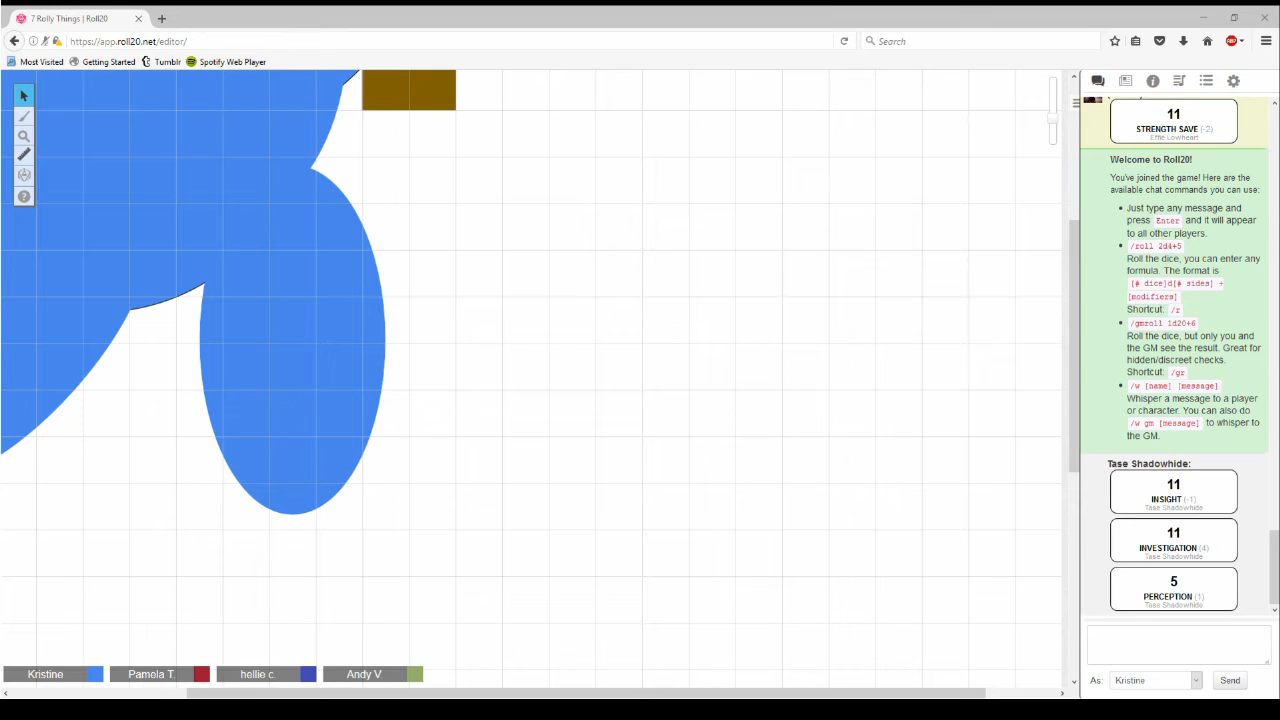 7 Rolly Things | Roll20
https://app.roll20.net/editor/
Search
Most Visited
Getting Started
Tumblr
Spotify Web Player
11
STRENGTH SAVE (-2)
Effie Lowheart
Welcome to Roll20!
You've joined the game! Here are the
available chat commands you can use:
Just type any message and
press Enter and it will appear
to all other players.
/roll 2d4+5
Roll the dice, you can enter any
formula. The format is
[# dice]d[# sides] +
[modifiers]
Shortcut: /r
/gmroll 1d20+6
Roll the dice, but only you and
the GM see the result. Great for
hidden/discreet checks.
Shortcut: /gr
/w [name] [message]
Whisper a message to a player
or character. You can also do
/w gm [message] to whisper to
the GM.
Tase Shadowhide:
11
INSIGHT (-1)
Tase Shadowhide
11
INVESTIGATION (4)
Tase Shadowhide
5
PERCEPTION (1)
Tase Shadowhide
Kristine
Pamela T.
hellie c.
Andy V.
As: Kristine
Send